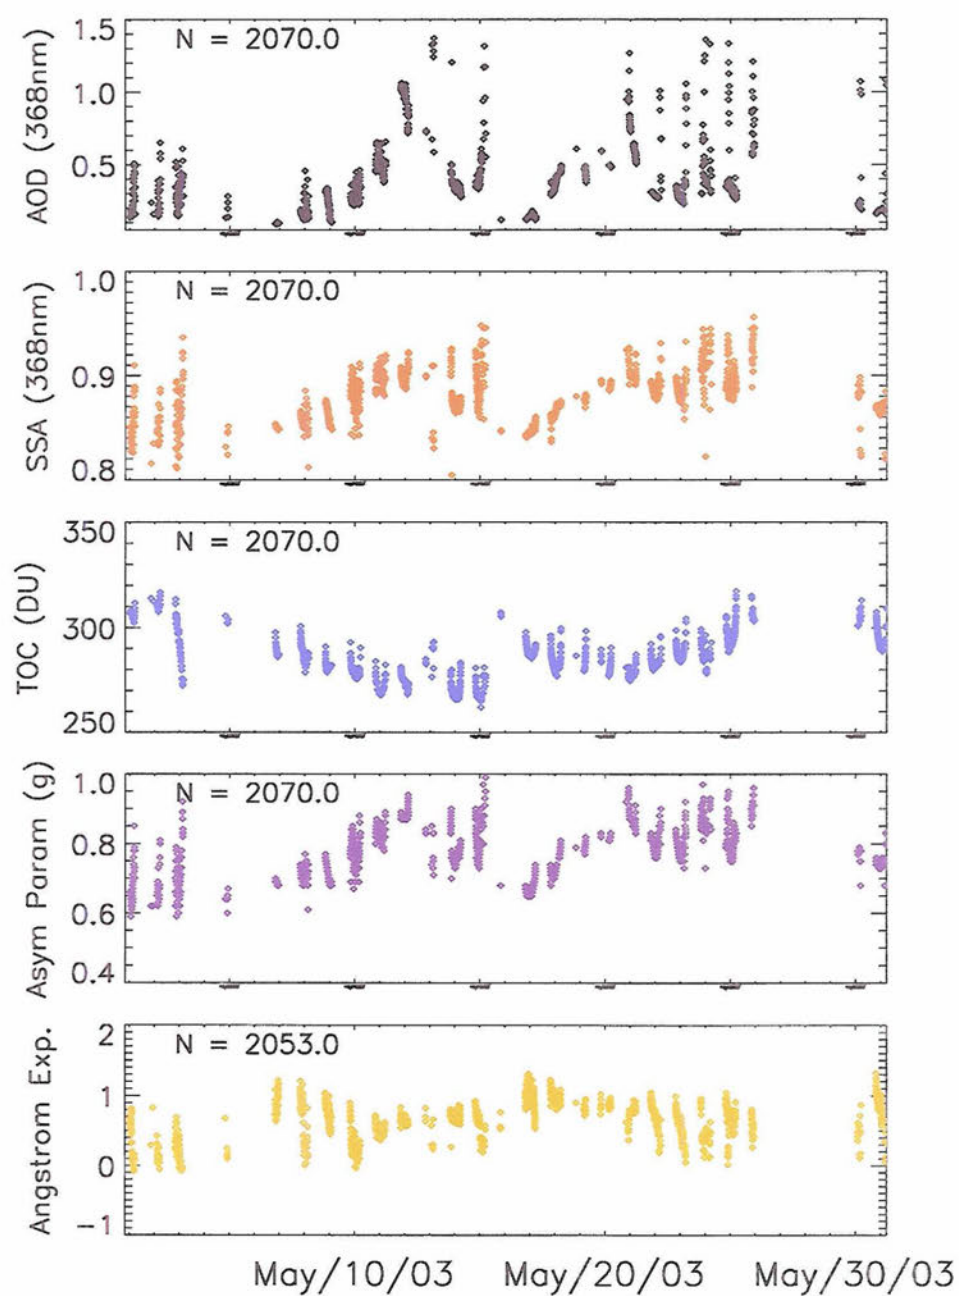 AOD (368nm)
1.5
1.0
0.5
N = 2070.0
SSA (368nm)
1.0
0.9
0.8
N = 2070.0
TOC (DU)
350
300
250
N = 2070.0
Asym Param (g)
1.0
0.8
0.6
0.4
N = 2070.0
Angstrom Exp.
2
1
0
-1
N = 2053.0
May/10/03 May/20/03 May/30/03